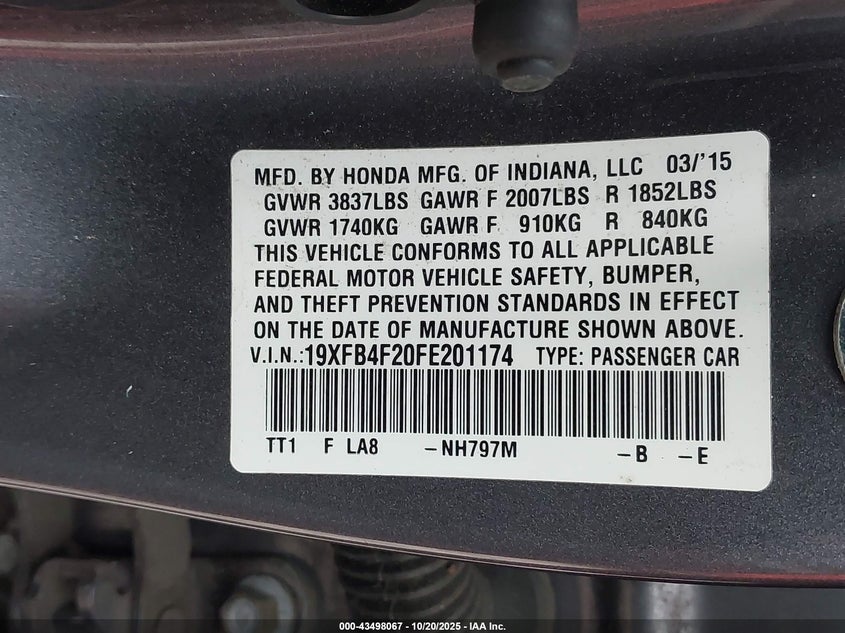 MFD. BY HONDA MFG. OF INDIANA, LLC 03/'15
GVWR 3837LBS GAWR F 2007LBS R 1852LBS
GVWR 1740KG GAWR F 910KG R 840KG
THIS VEHICLE CONFORMS TO ALL APPLICABLE
FEDERAL MOTOR VEHICLE SAFETY, BUMPER,
AND THEFT PREVENTION STANDARDS IN EFFECT
ON THE DATE OF MANUFACTURE SHOWN ABOVE.
V.I.N.:19XFB4F20FE201174 TYPE: PASSENGER CAR
TT1 F LA8 -NH797M -B -E
000-43498067 - 10/20/2025 - IAA Inc.